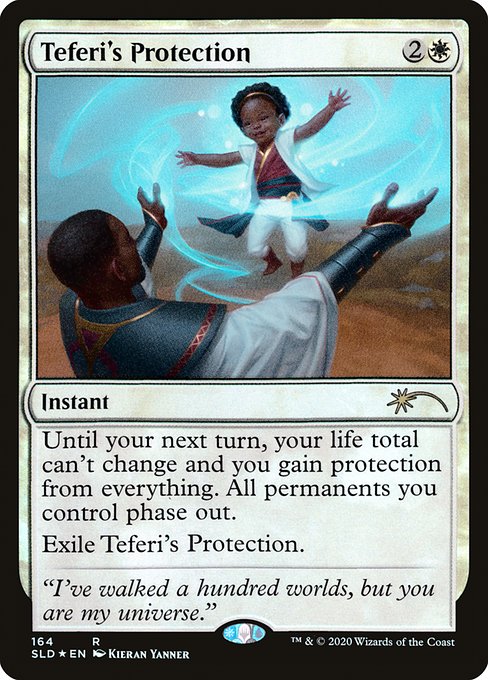 Teferi's Protection 2
Instant
Until your next turn, your life total
can't change and you gain protection
from everything. All permanents you
control phase out.
Exile Teferi's Protection.
“I've walked a hundred worlds, but you
are my universe.”
164 R
SLD ★ EN Kieran Yanner
™ & © 2020 Wizards of the Coast